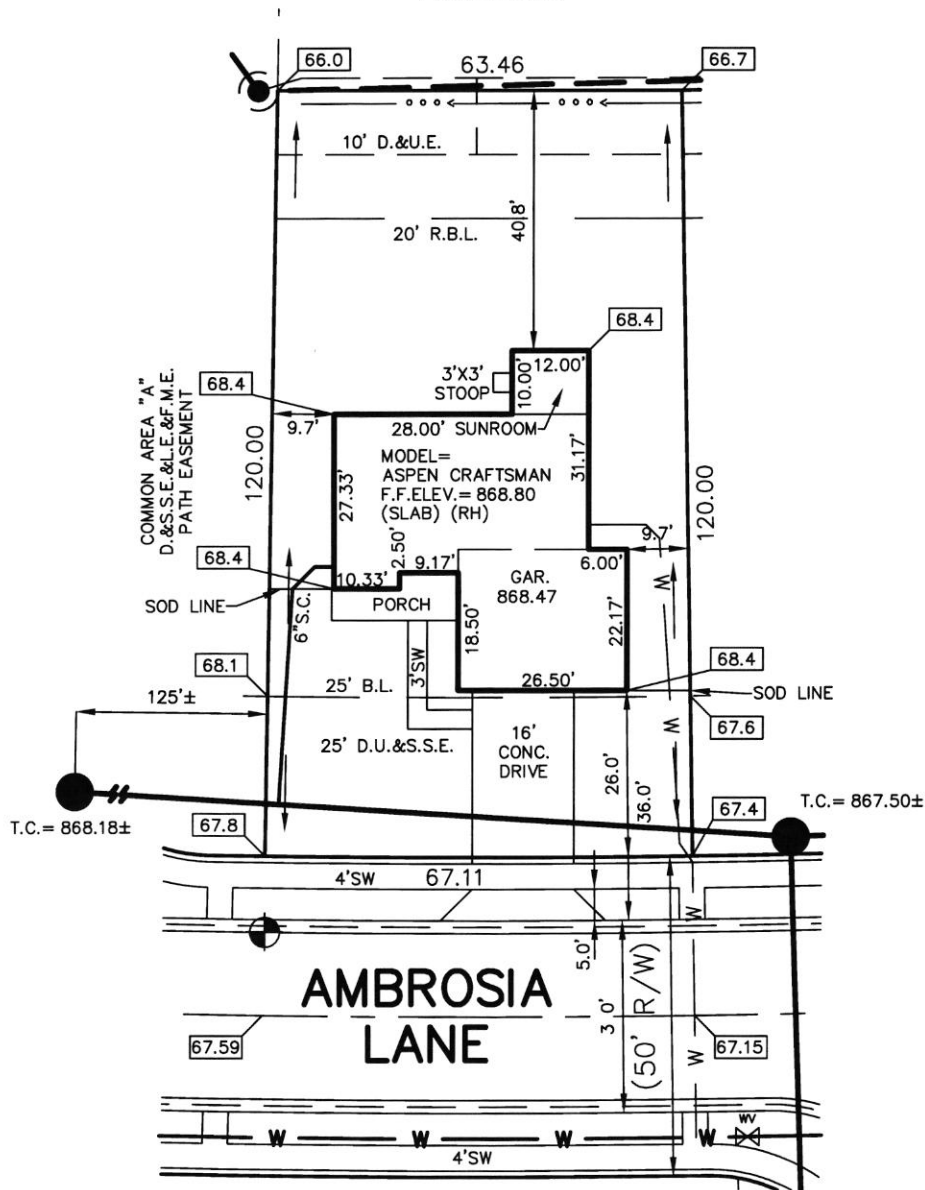 66.0
63.46
66.7
10' D.&U.E.
20' R.B.L.
40.8'
68.4
12.00'
3'X3'
STOOP
10.00'
68.4
9.7'
28.00' SUNROOM
COMMON AREA "A"
D.&S.S.E.&L.E.&F.M.E.
PATH EASEMENT
120.00
27.33'
MODEL=
ASPEN CRAFTSMAN
F.F.ELEV.= 868.80
(SLAB) (RH)
31.17'
120.00
2.50'
9.17'
9.7'
6.00'
68.4
10.33'
GAR.
868.47
SOD LINE
PORCH
6"S.C.
18.50'
22.17'
W
3'SW
68.1
26.50'
68.4
25' B.L.
SOD LINE
125'±
67.6
W
25' D.U.&S.S.E.
16'
CONC.
DRIVE
26.0'
36.0'
T.C.= 868.18±
67.8
67.4
T.C.= 867.50±
4'SW
67.11
W
5.0'
AMBROSIA
LANE
(50' R/W)
67.59
67.15
W
W W W W
WV
4'SW